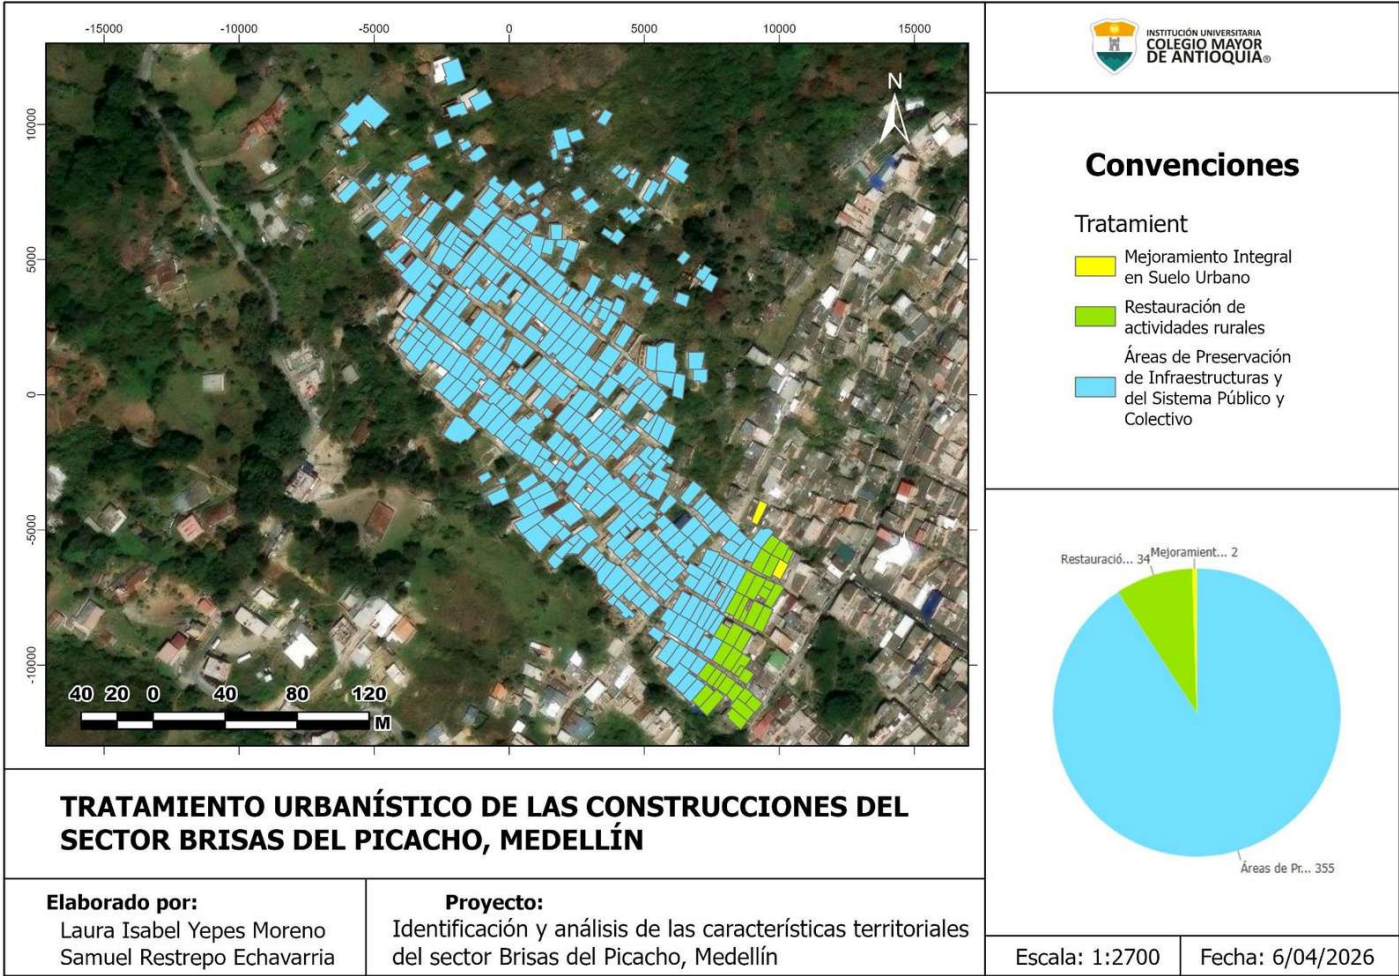 -15000
-10000
-5000
0
5000
10000
15000
10000
5000
0
-5000
-10000
N
40 20 0 40 80 120
M
INSTITUCIÓN UNIVERSITARIA
COLEGIO MAYOR
DE ANTIOQUIA®
Convenciones
Tratamient
Mejoramiento Integral
en Suelo Urbano
Restauración de
actividades rurales
Áreas de Preservación
de Infraestructuras y
del Sistema Público y
Colectivo
Restauració... 34
Mejoramient... 2
Áreas de Pr... 355
TRATAMIENTO URBANÍSTICO DE LAS CONSTRUCCIONES DEL
SECTOR BRISAS DEL PICACHO, MEDELLÍN
Elaborado por:
Laura Isabel Yepes Moreno
Samuel Restrepo Echavarria
Proyecto:
Identificación y análisis de las características territoriales
del sector Brisas del Picacho, Medellín
Escala: 1:2700
Fecha: 6/04/2026